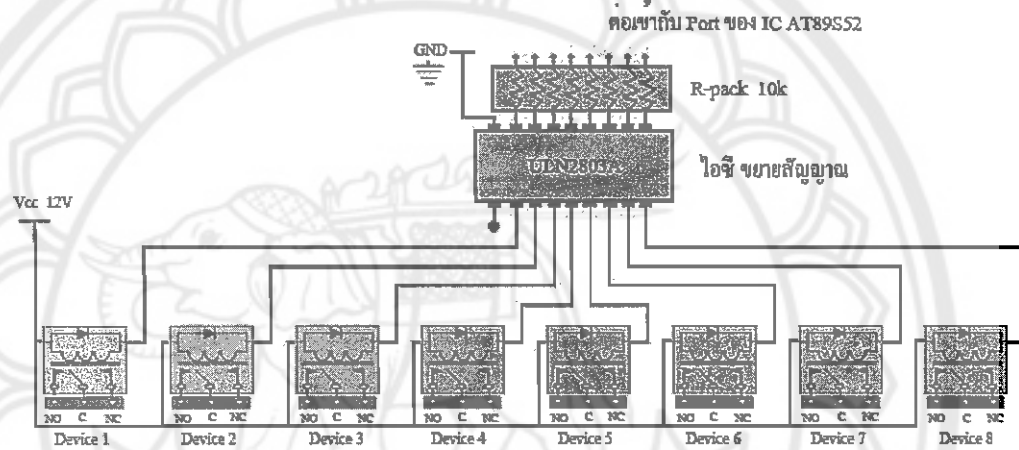 ต่อเข้ากับ Port ของ IC AT89S52
GND
R-pack 10k
ULN2803A
ไอซี ขยายสัญญาณ
Vcc 12V
NO C NC NO C NC NO C NC NO C NC NO C NC NO C NC NO C NC NO C NC
Device 1 Device 2 Device 3 Device 4 Device 5 Device 6 Device 7 Device 8